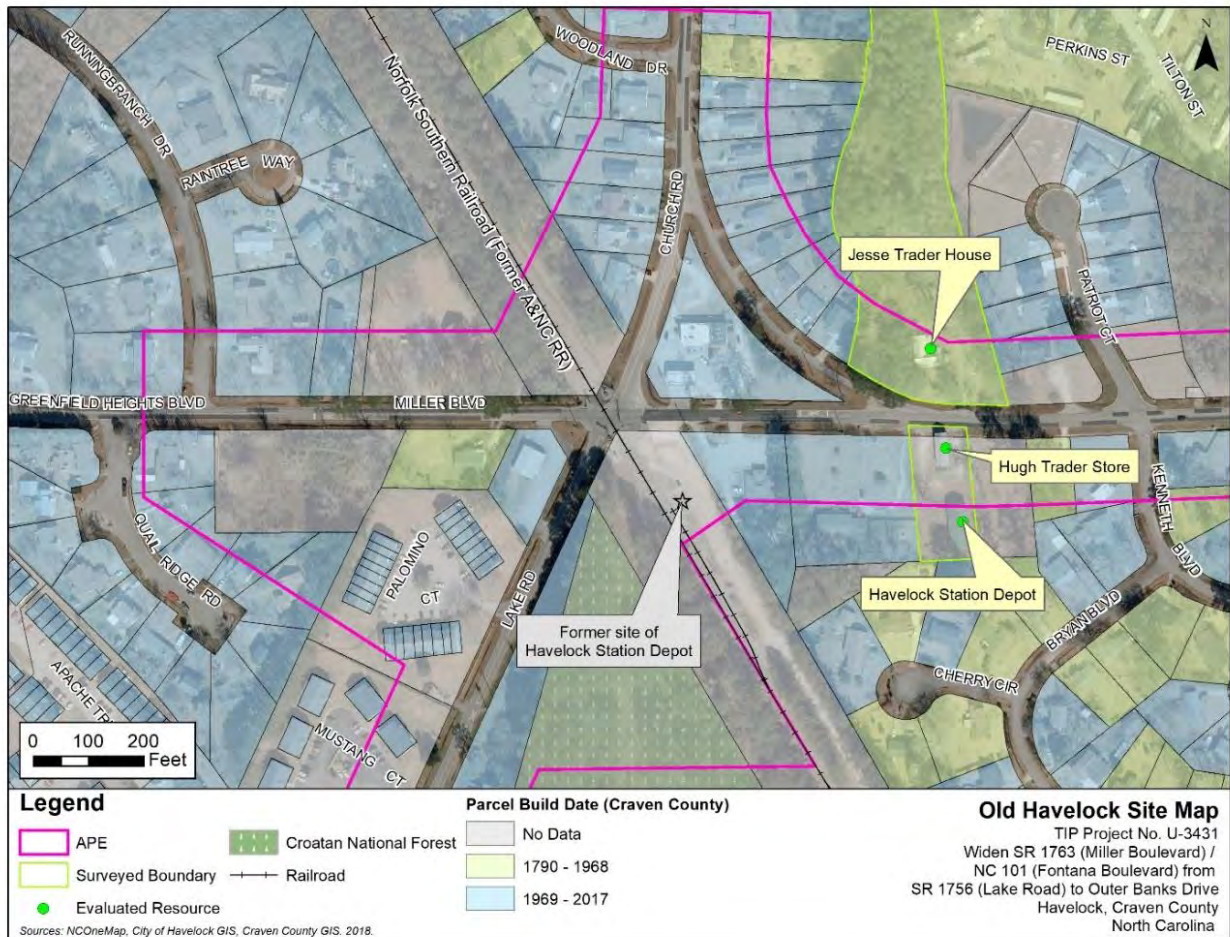 N
WOODLAND DR
PERKINS ST
TILTON ST
RUNNINGBRANCH DR
RAINTREE WAY
Norfolk Southern Railroad (Former A&NC RR)
CHURCH RD
Jesse Trader House
PATRIOT CT
GREENFIELD HEIGHTS BLVD
MILLER BLVD
Hugh Trader Store
KENNETH BLVD
QUAIL RIDGE RD
PALOMINO CT
LAKE RD
Havelock Station Depot
Former site of
Havelock Station Depot
BRYAN BLVD
CHERRY CIR
APACHE TR
MUSTANG CT
0 100 200
Feet
Legend
APE
Surveyed Boundary
Evaluated Resource
Croatan National Forest
Railroad
Parcel Build Date (Craven County)
No Data
1790 - 1968
1969 - 2017
Sources: NCOneMap, City of Havelock GIS, Craven County GIS. 2018.
Old Havelock Site Map
TIP Project No. U-3431
Widen SR 1763 (Miller Boulevard) /
NC 101 (Fontana Boulevard) from
SR 1756 (Lake Road) to Outer Banks Drive
Havelock, Craven County
North Carolina